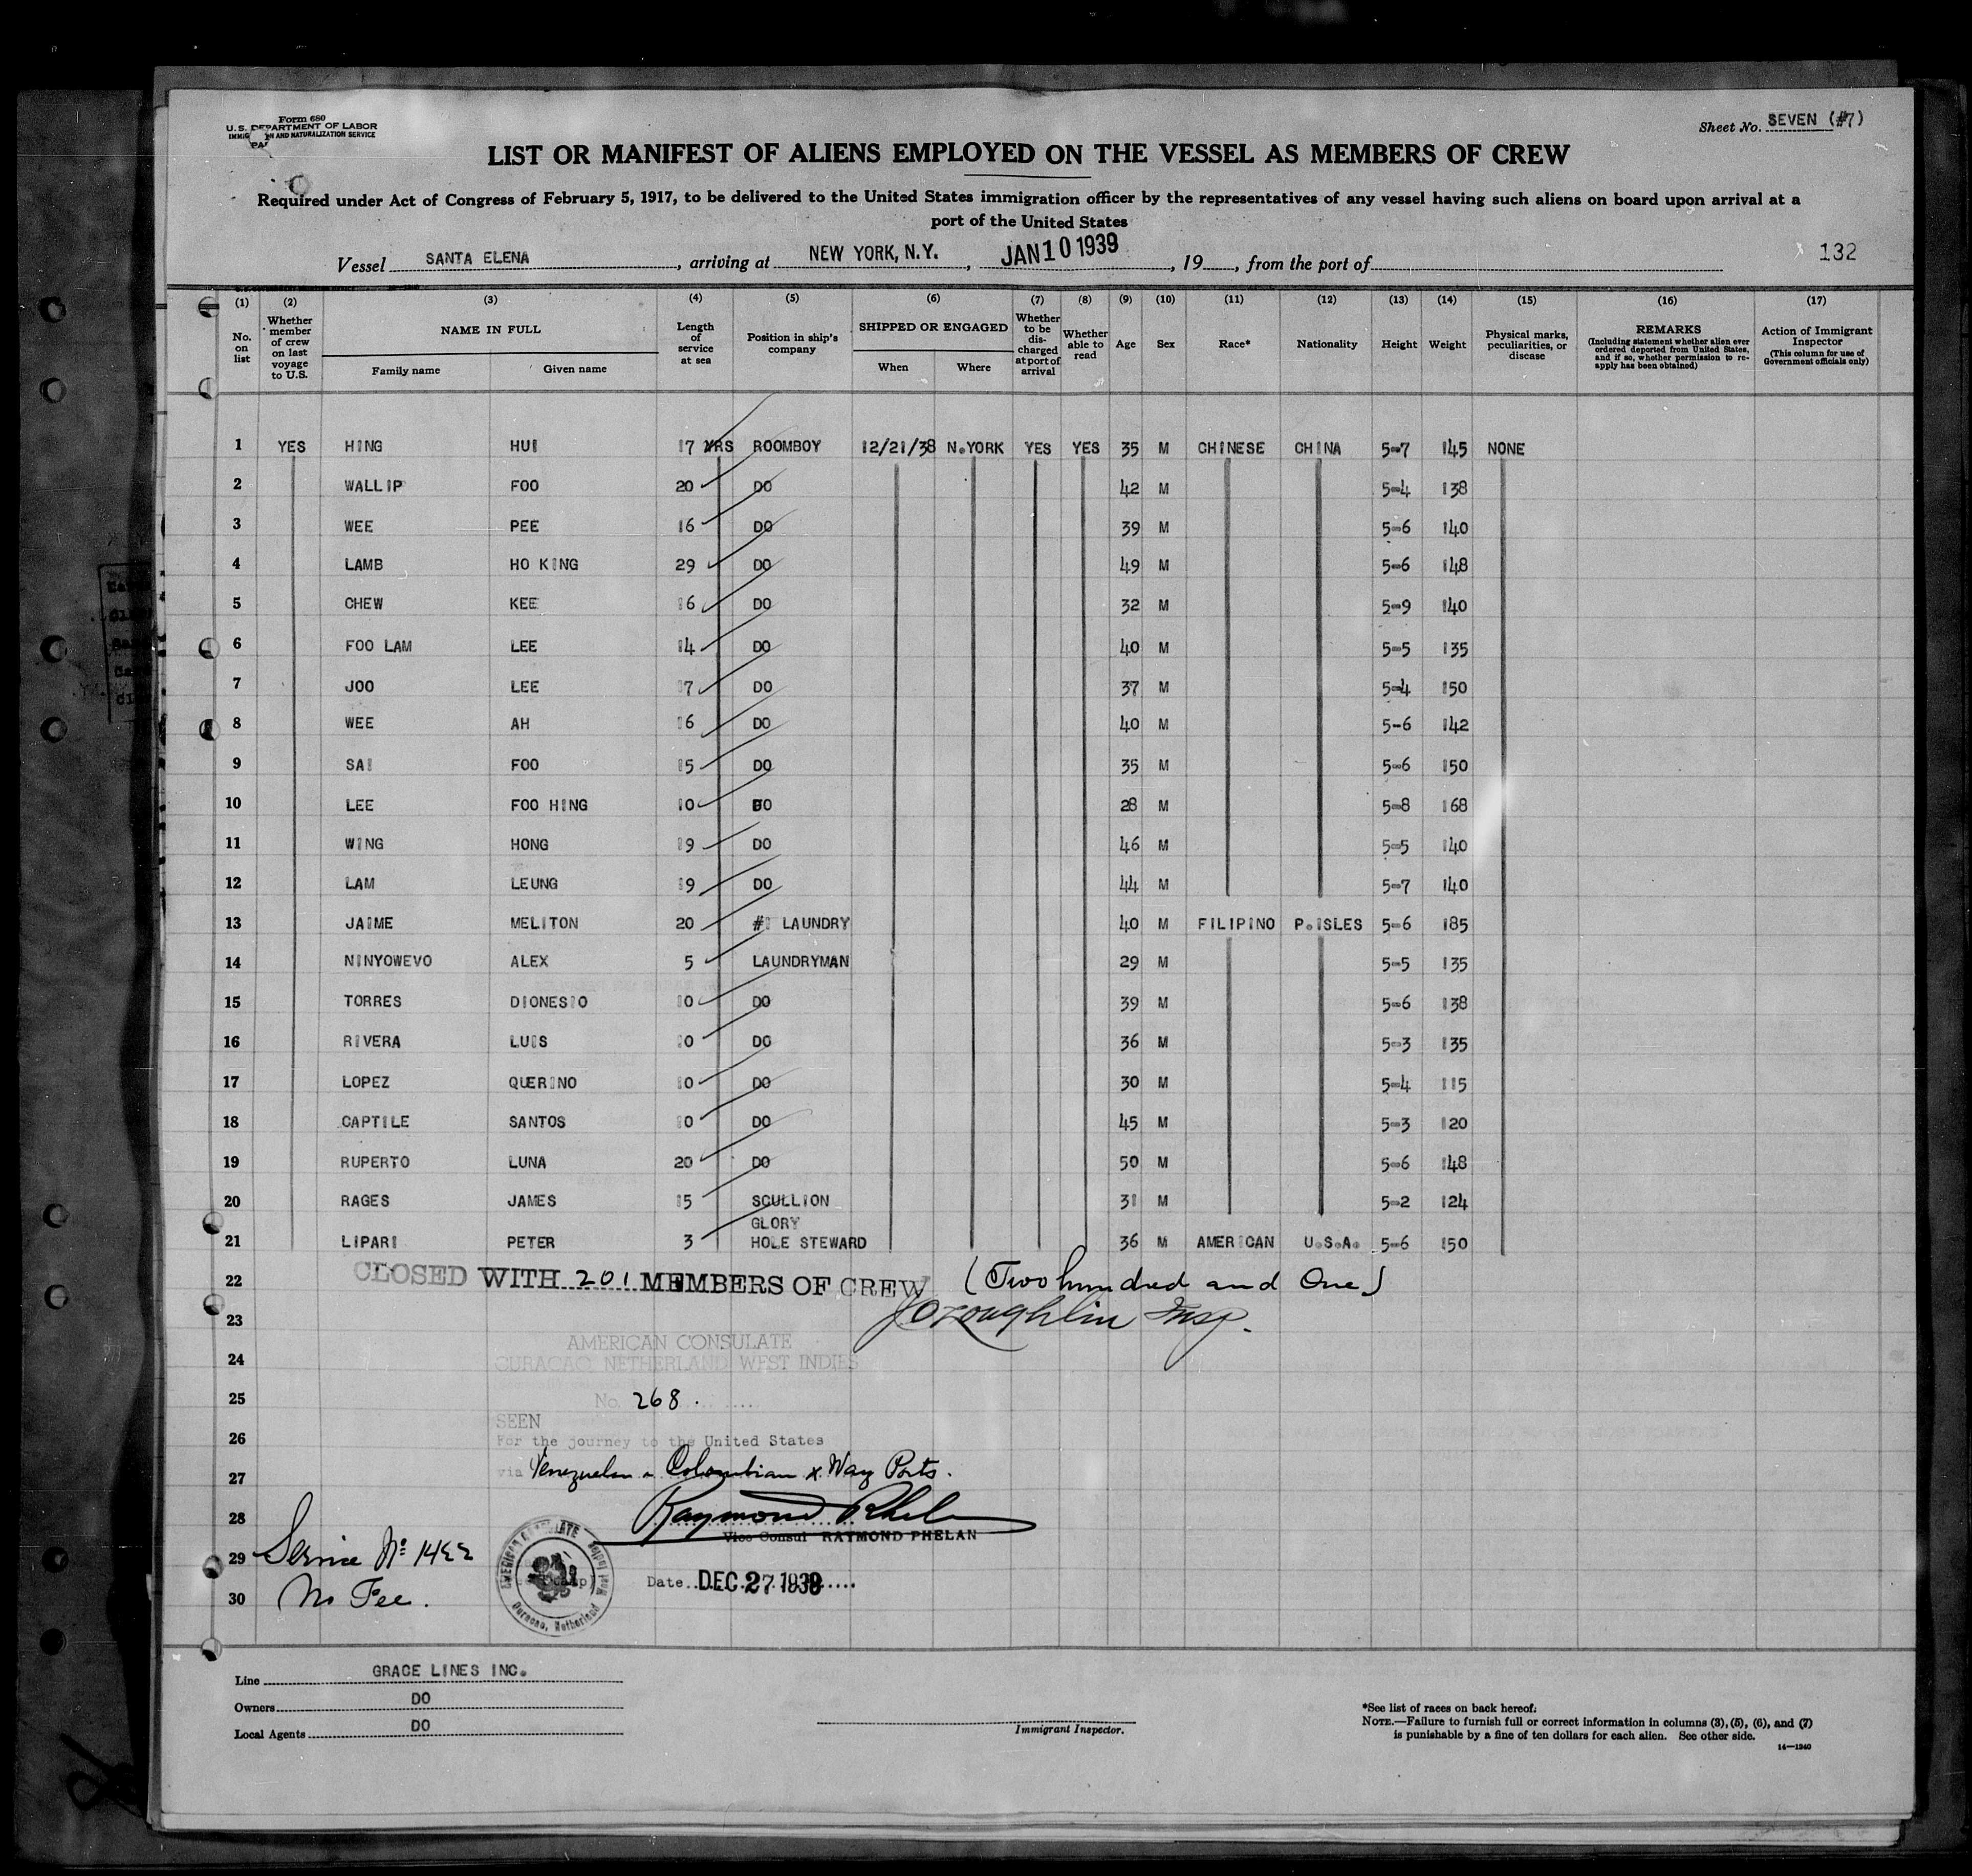 Form 680
U. S. DEPARTMENT OF LABOR
IMMIGRATION AND NATURALIZATION SERVICE
Sheet No. SEVEN (#7)
LIST OR MANIFEST OF ALIENS EMPLOYED ON THE VESSEL AS MEMBERS OF CREW
Required under Act of Congress of February 5, 1917, to be delivered to the United States immigration officer by the representatives of any vessel having such aliens on board upon arrival at a
port of the United States
Vessel SANTA ELENA, arriving at NEW YORK, N.Y., JAN 10 1939, 19, from the port of
132
(1) (2) (3) (4) (5) (6) (7) (8) (9) (10) (11) (12) (13) (14) (15) (16) (17)
No. on list
Whether member of crew on last voyage to U.S.
NAME IN FULL
Family name Given name
Length of service at sea
Position in ship's company
SHIPPED OR ENGAGED
When Where
Whether to be discharged at port of arrival
Whether able to read
Age
Sex
Race*
Nationality
Height
Weight
Physical marks, peculiarities, or disease
REMARKS
(Including statement whether alien ever ordered deported from United States, and if so, whether permission to reapply has been obtained)
Action of Immigrant Inspector
(This column for use of Government officials only)
1 YES HING HUI 17 YRS ROOMBOY 12/21/38 N.YORK YES YES 35 M CHINESE CHINA 5-7 145 NONE
2 WALLIP FOO 20 DO 42 M 5-4 138
3 WEE PEE 16 DO 39 M 5-6 140
4 LAMB HO KING 29 DO 49 M 5-6 148
5 CHEW KEE 16 DO 32 M 5-9 140
6 FOO LAM LEE 14 DO 40 M 5-5 135
7 JOO LEE 17 DO 37 M 5-4 150
8 WEE AH 16 DO 40 M 5-6 142
9 SAI FOO 15 DO 35 M 5-6 150
10 LEE FOO HING 10 DO 28 M 5-8 168
11 WING HONG 19 DO 46 M 5-5 140
12 LAM LEUNG 19 DO 44 M 5-7 140
13 JAIME MELITON 20 #1 LAUNDRY 40 M FILIPINO P.ISLES 5-6 185
14 NINYOWEVO ALEX 5 LAUNDRYMAN 29 M 5-5 135
15 TORRES DIONESIO 10 DO 39 M 5-6 138
16 RIVERA LUIS 10 DO 36 M 5-3 135
17 LOPEZ QUERINO 10 DO 30 M 5-4 115
18 CAPTILE SANTOS 10 DO 45 M 5-3 120
19 RUPERTO LUNA 20 DO 50 M 5-6 148
20 RAGES JAMES 15 SCULLION 31 M 5-2 124
GLORY
21 LIPARI PETER 3 HOLE STEWARD 36 M AMERICAN U.S.A. 5-6 150
22 CLOSED WITH 201 MEMBERS OF CREW (Two hundred and One)
23 JO'Loughlin Insp.
AMERICAN CONSULATE
24 CURACAO, NETHERLAND WEST INDIES
25 No. 268.
SEEN
26 For the journey to the United States
27 via Venezuelan & Colombian & Way Ports.
28 Raymond Phelan
Vice Consul RAYMOND PHELAN
29 Service No 1422
30 No Fee.
Date DEC 27 1938
Line GRACE LINES INC.
Owners DO
Local Agents DO
Immigrant Inspector.
*See list of races on back hereof.
NOTE.—Failure to furnish full or correct information in columns (3), (5), (6), and (7)
is punishable by a fine of ten dollars for each alien. See other side.
14—1240